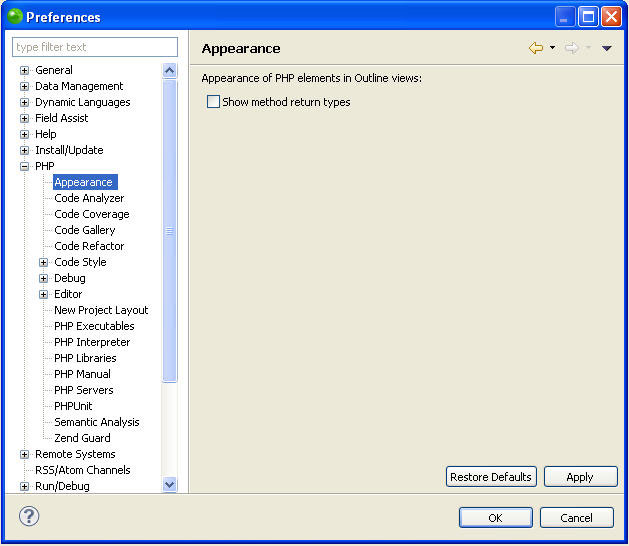 Preferences
type filter text
General
Data Management
Dynamic Languages
Field Assist
Help
Install/Update
PHP
Appearance
Code Analyzer
Code Coverage
Code Gallery
Code Refactor
Code Style
Debug
Editor
New Project Layout
PHP Executables
PHP Interpreter
PHP Libraries
PHP Manual
PHP Servers
PHPUnit
Semantic Analysis
Zend Guard
Remote Systems
RSS/Atom Channels
Run/Debug
Appearance
Appearance of PHP elements in Outline views:
Show method return types
Restore Defaults Apply
? OK Cancel